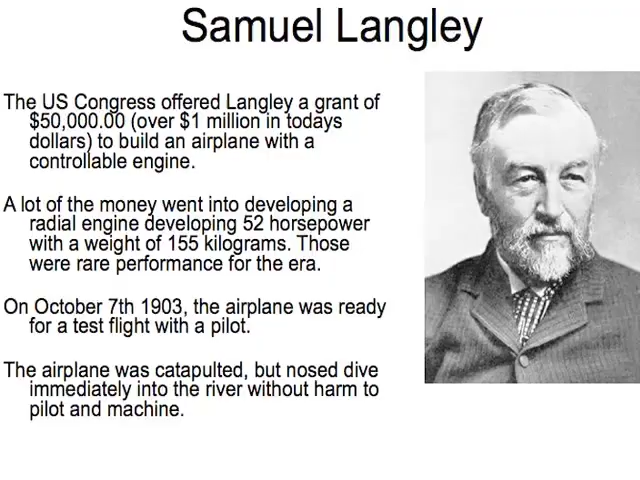 Samuel Langley
The US Congress offered Langley a grant of
$50,000.00 (over $1 million in todays
dollars) to build an airplane with a
controllable engine.
A lot of the money went into developing a
radial engine developing 52 horsepower
with a weight of 155 kilograms. Those
were rare performance for the era.
On October 7th 1903, the airplane was ready
for a test flight with a pilot.
The airplane was catapulted, but nosed dive
immediately into the river without harm to
pilot and machine.